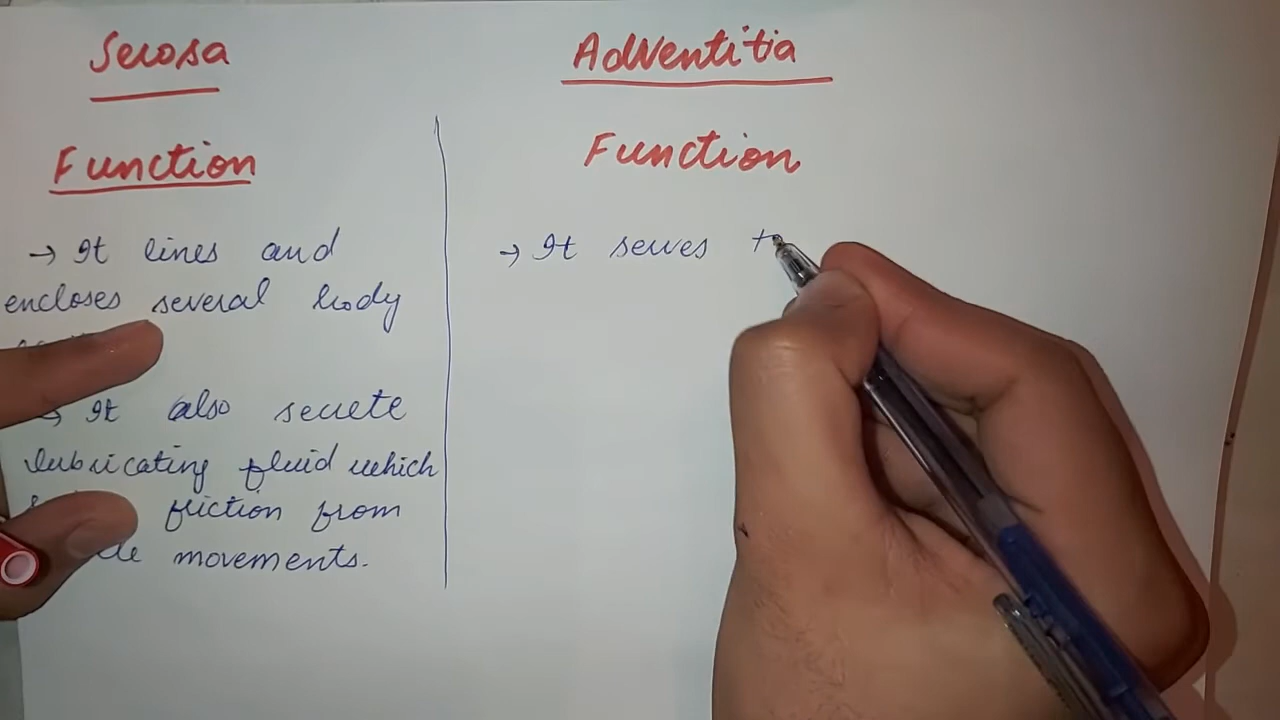 Serosa
Adventitia
Function
Function
→ It lines and
encloses several body
→ It also secrete
lubricating fluid which
friction from
movements.
→ It serves to